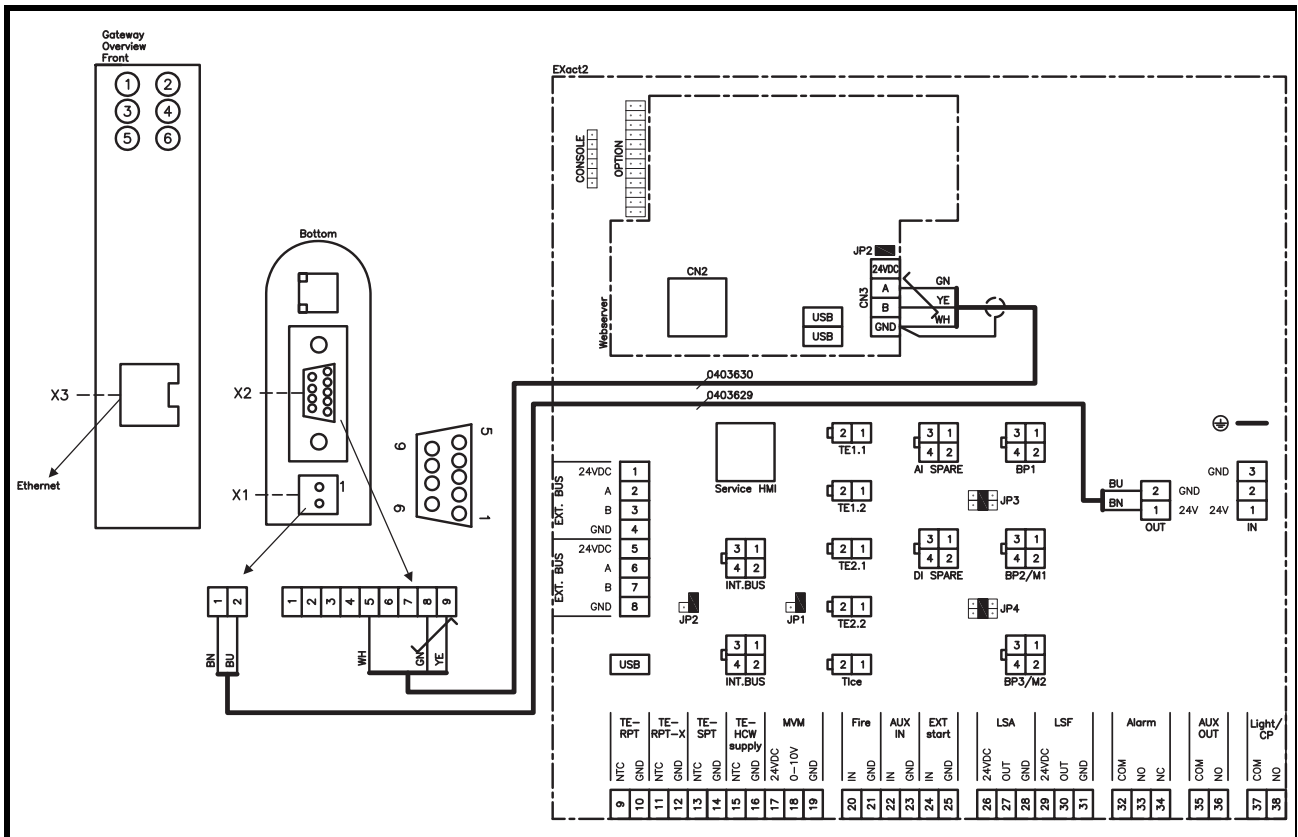 Gateway
Overview
Front
1 2
3 4
5 6
X3
Ethernet
Bottom
X2
X1
1
5
9
6
1
1 2
BN BU
1 2 3 4 5 6 7 8 9
WH GN YE
EXact2
CONSOLE
OPTION
Webserver
CN2
USB
USB
JP2
CN3
24VDC
A
B
GND
GN
YE
WH
0403630
0403629
EXT. BUS
24VDC 1
A 2
B 3
GND 4
EXT. BUS
24VDC 5
A 6
B 7
GND 8
USB
Service HMI
3 1
4 2
INT.BUS
JP2
JP1
3 1
4 2
INT.BUS
2 1
TE1.1
2 1
TE1.2
2 1
TE2.1
2 1
TE2.2
2 1
TIce
3 1
4 2
AI SPARE
3 1
4 2
DI SPARE
3 1
4 2
BP1
JP3
3 1
4 2
BP2/M1
JP4
3 1
4 2
BP3/M2
BU
BN
2 GND
1 24V
OUT
GND 3
2
24V 1
IN
TE-
RPT
TE-
RPT-X
TE-
SPT
TE-
HCW
supply
MVM
Fire
AUX
IN
EXT
start
LSA
LSF
Alarm
AUX
OUT
Light/
CP
NTC GND NTC GND NTC GND NTC GND 24VDC 0-10V GND IN GND IN GND IN GND 24VDC OUT GND 24VDC OUT GND COM NO NC COM NO COM NO
9 10 11 12 13 14 15 16 17 18 19 20 21 22 23 24 25 26 27 28 29 30 31 32 33 34 35 36 37 38